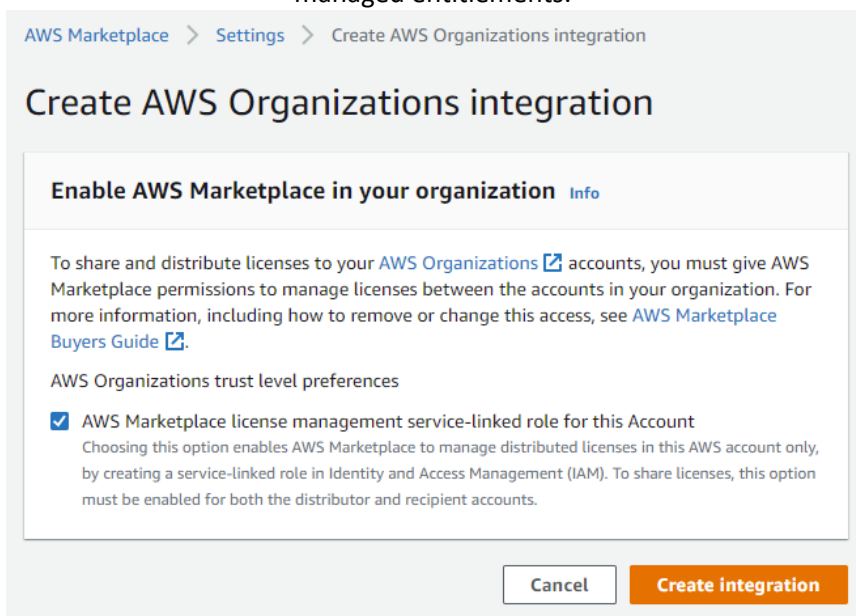 managed entitlements.
AWS Marketplace > Settings > Create AWS Organizations integration
Create AWS Organizations integration
Enable AWS Marketplace in your organization Info
To share and distribute licenses to your AWS Organizations accounts, you must give AWS
Marketplace permissions to manage licenses between the accounts in your organization. For
more information, including how to remove or change this access, see AWS Marketplace
Buyers Guide.
AWS Organizations trust level preferences
AWS Marketplace license management service-linked role for this Account
Choosing this option enables AWS Marketplace to manage distributed licenses in this AWS account only,
by creating a service-linked role in Identity and Access Management (IAM). To share licenses, this option
must be enabled for both the distributor and recipient accounts.
Cancel Create integration